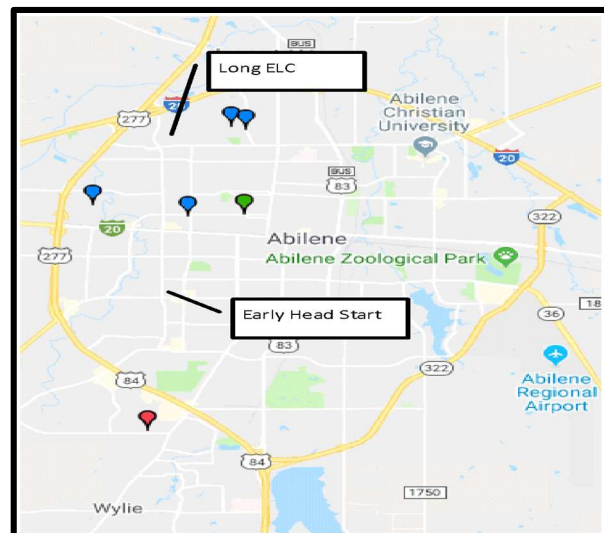 BUS
Long ELC
20
277
Abilene
Christian
University
20
BUS
83
20
322
277
Abilene
Abilene Zoological Park
18
Early Head Start
36
83
322
84
Abilene
Regional
Airport
84
1750
Wylie